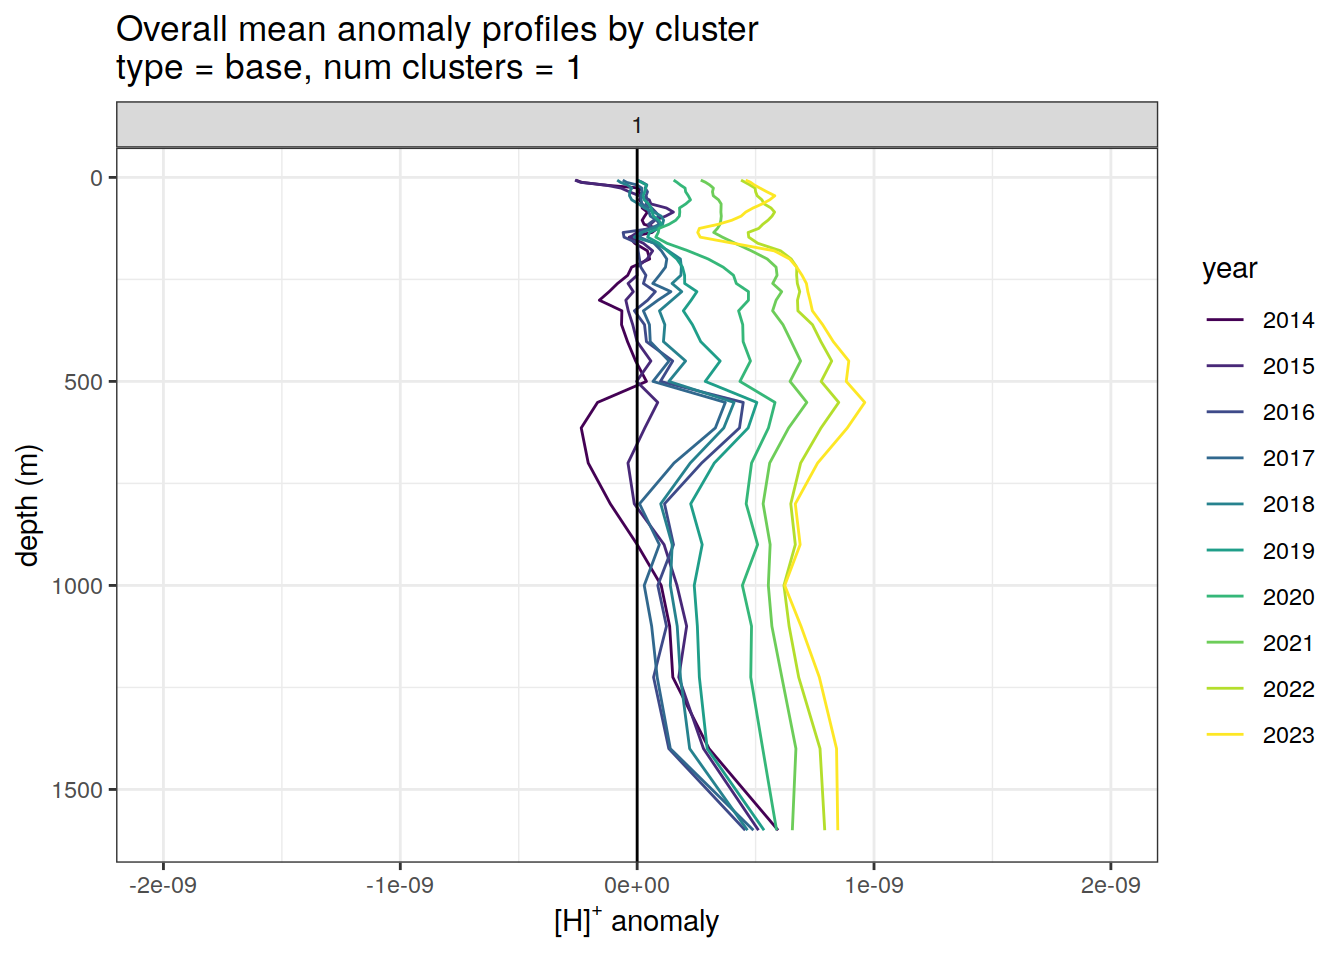 Overall mean anomaly profiles by cluster
type = base, num clusters = 1
1
0
500
1000
1500
depth (m)
-2e-09
-1e-09
0e+00
1e-09
2e-09
[H]⁺ anomaly
year
2014
2015
2016
2017
2018
2019
2020
2021
2022
2023